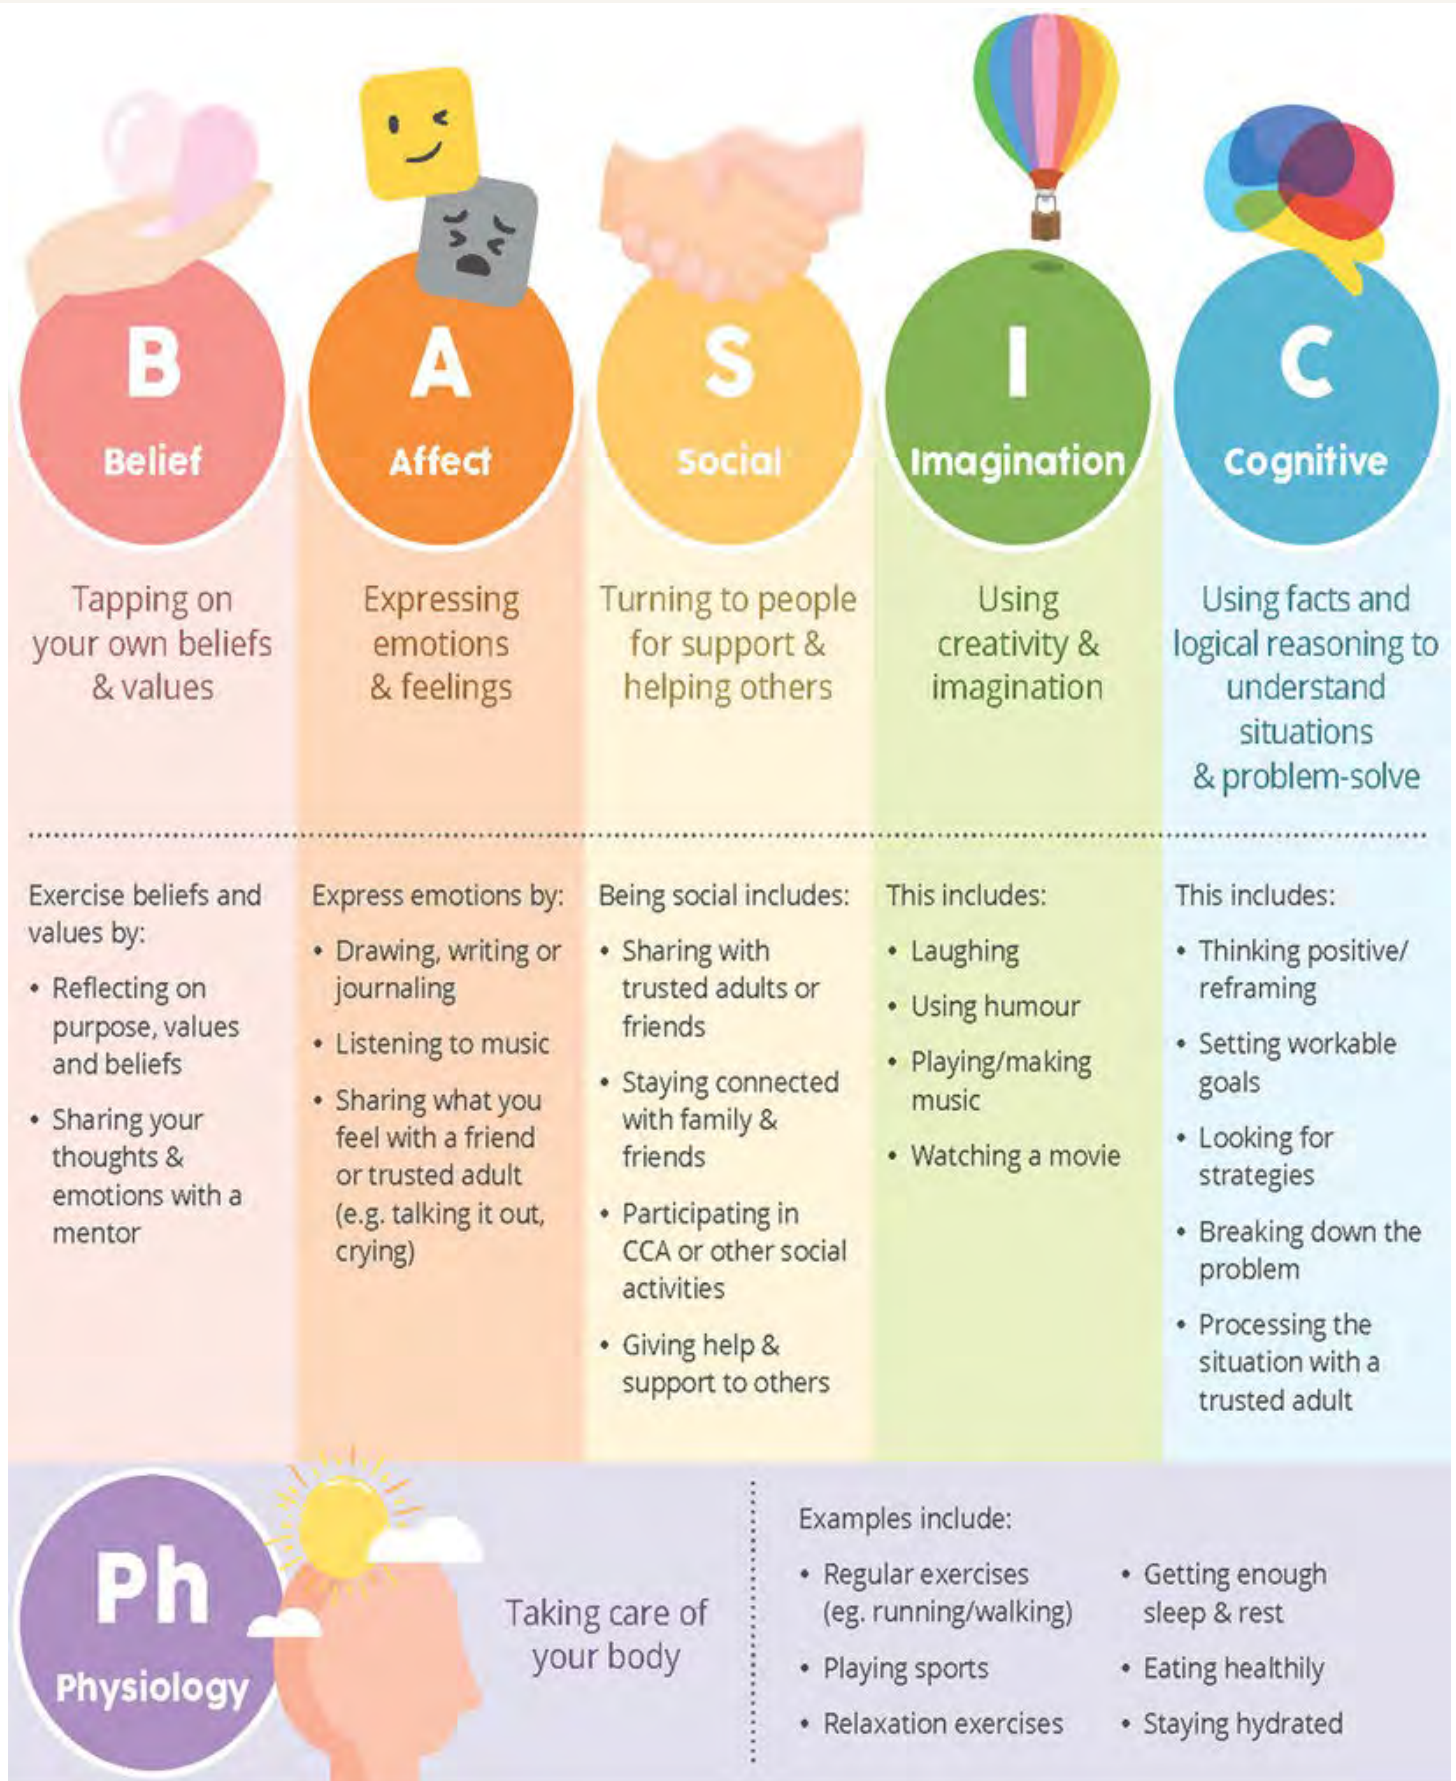 B
Belief
Tapping on
your own beliefs
& values
Exercise beliefs and
values by:
• Reflecting on
purpose, values
and beliefs
• Sharing your
thoughts &
emotions with a
mentor
A
Affect
Expressing
emotions
& feelings
Express emotions by:
• Drawing, writing or
journaling
• Listening to music
• Sharing what you
feel with a friend
or trusted adult
(e.g. talking it out,
crying)
S
Social
Turning to people
for support &
helping others
Being social includes:
• Sharing with
trusted adults or
friends
• Staying connected
with family &
friends
• Participating in
CCA or other social
activities
• Giving help &
support to others
I
Imagination
Using
creativity &
imagination
This includes:
• Laughing
• Using humour
• Playing/making
music
• Watching a movie
C
Cognitive
Using facts and
logical reasoning to
understand
situations
& problem-solve
This includes:
• Thinking positive/
reframing
• Setting workable
goals
• Looking for
strategies
• Breaking down the
problem
• Processing the
situation with a
trusted adult
Ph
Physiology
Taking care of
your body
Examples include:
• Regular exercises
(eg. running/walking)
• Playing sports
• Relaxation exercises
• Getting enough
sleep & rest
• Eating healthily
• Staying hydrated